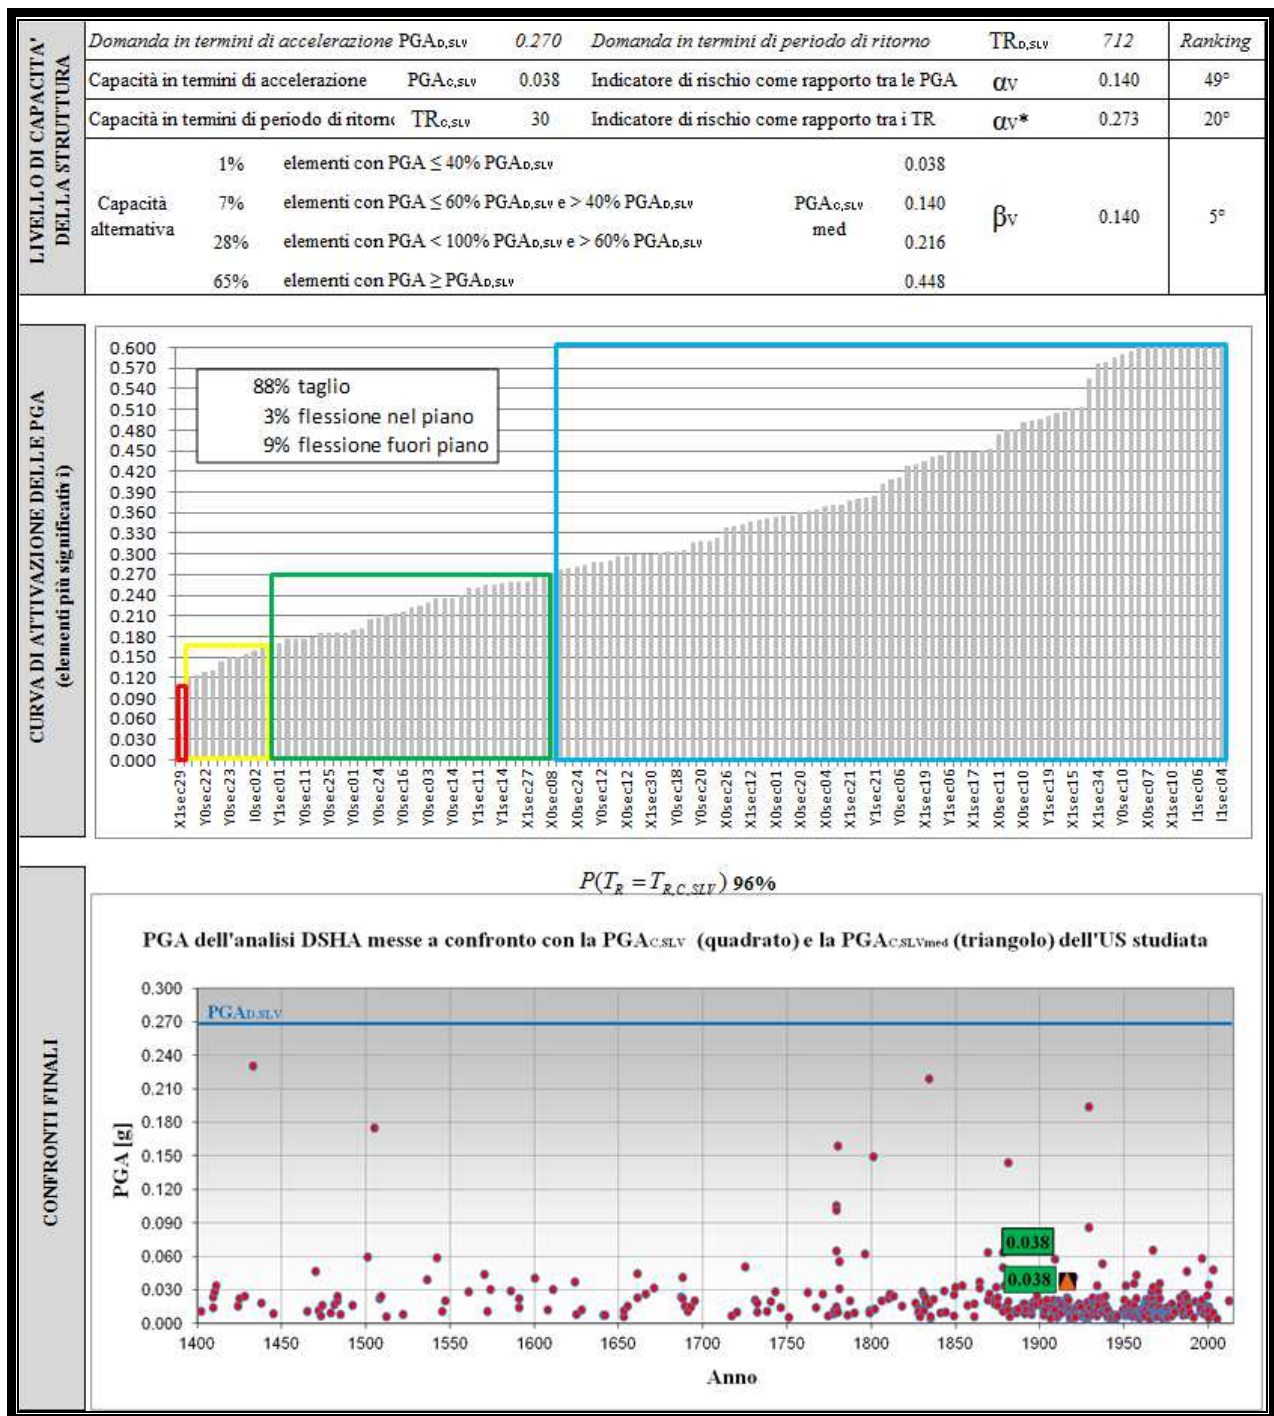 LIVELLO DI CAPACITA'
DELLA STRUTTURA
Domanda in termini di accelerazione PGAD,SLV 0.270 Domanda in termini di periodo di ritorno TRD,SLV 712 Ranking
Capacità in termini di accelerazione PGAC,SLV 0.038 Indicatore di rischio come rapporto tra le PGA αV 0.140 49°
Capacità in termini di periodo di ritorno TRC,SLV 30 Indicatore di rischio come rapporto tra i TR αV* 0.273 20°
Capacità
alternativa
1% elementi con PGA ≤ 40% PGAD,SLV 0.038
7% elementi con PGA ≤ 60% PGAD,SLV e > 40% PGAD,SLV 0.140
28% elementi con PGA < 100% PGAD,SLV e > 60% PGAD,SLV 0.216
65% elementi con PGA ≥ PGAD,SLV 0.448
PGAC,SLV
med
βV 0.140 5°
CURVA DI ATTIVAZIONE DELLE PGA
(elementi più significativi)
0.600
0.570
0.540
0.510
0.480
0.450
0.420
0.390
0.360
0.330
0.300
0.270
0.240
0.210
0.180
0.150
0.120
0.090
0.060
0.030
0.000
88% taglio
3% flessione nel piano
9% flessione fuori piano
X1sec29
Y0sec22
Y0sec23
I0sec02
Y1sec01
Y0sec11
Y0sec25
Y0sec01
Y0sec24
Y0sec16
Y0sec03
Y0sec14
Y1sec11
Y1sec14
X1sec27
X0sec08
X0sec24
Y0sec12
Y0sec12
X1sec30
Y0sec18
Y0sec20
X0sec26
X0sec12
X0sec01
X0sec20
X0sec04
X1sec21
Y1sec21
Y0sec06
X1sec19
Y1sec06
X1sec17
X0sec11
X0sec10
Y1sec19
X1sec15
X1sec34
Y0sec10
X0sec07
X1sec10
I1sec06
I1sec04
CONFRONTI FINALI
P(TR = TR,C,SLV) 96%
PGA dell'analisi DSHA messe a confronto con la PGAC,SLV (quadrato) e la PGAC,SLVmed (triangolo) dell'US studiata
PGA [g]
0.300
0.270
0.240
0.210
0.180
0.150
0.120
0.090
0.060
0.030
0.000
PGAD,SLV
0.038
0.038
1400 1450 1500 1550 1600 1650 1700 1750 1800 1850 1900 1950 2000
Anno